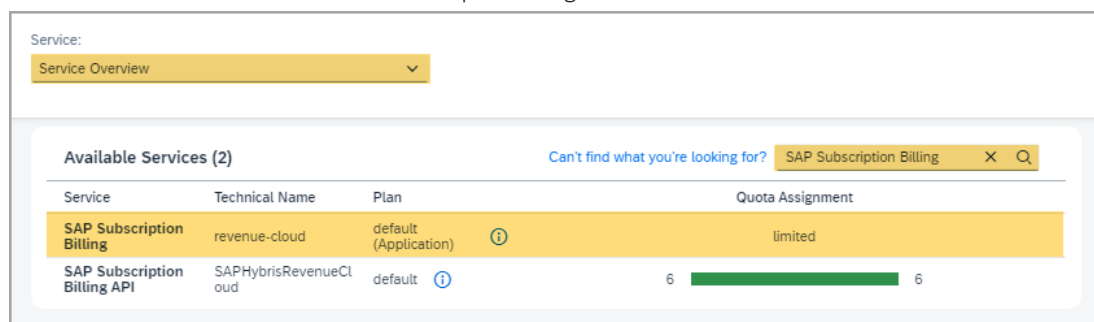 Service:
Service Overview
Available Services (2)
Can't find what you're looking for?
SAP Subscription Billing
Service Technical Name Plan Quota Assignment
SAP Subscription
Billing
revenue-cloud
default
(Application)
limited
SAP Subscription
Billing API
SAPHybrisRevenueCl
oud
default
6 6